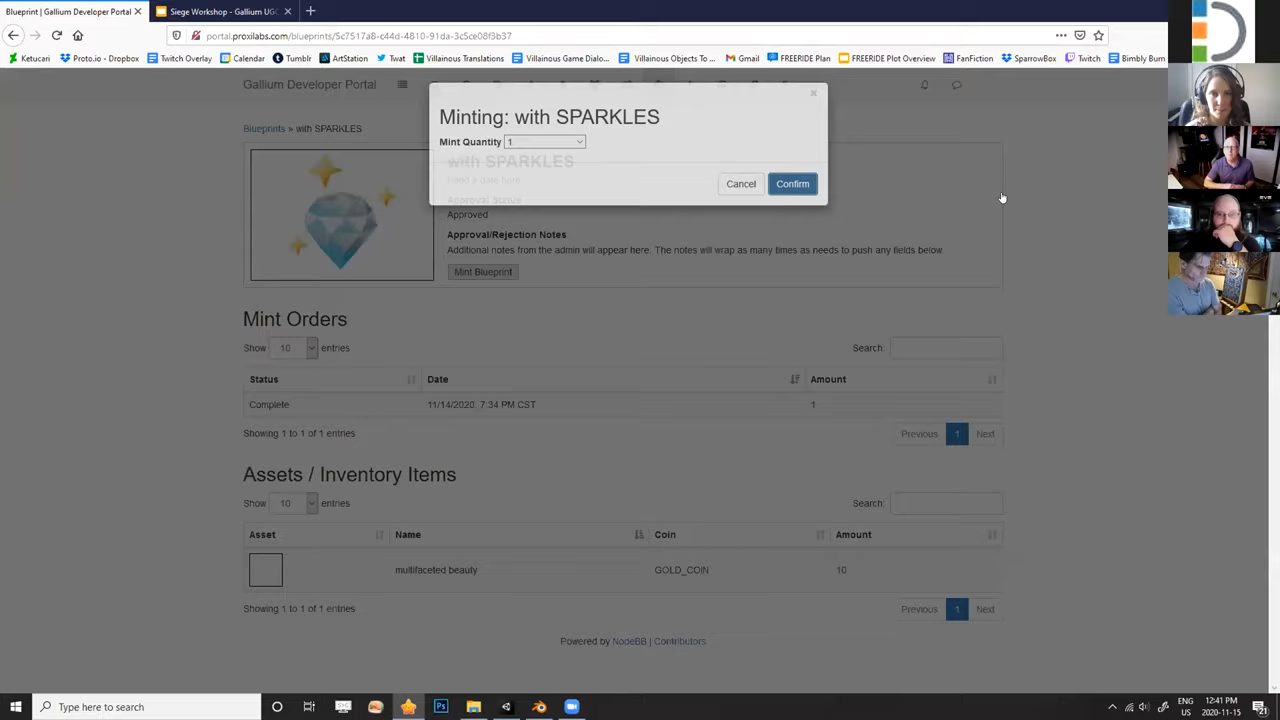 Blueprint | Gallium Developer Portal
Siege Workshop - Gallium UGC
portal.proxilabs.com/blueprints/5c7517a8-c44d-4810-91da-3c5ce08f3b37
Ketucari
Proto.io - Dropbox
Twitch Overlay
Twat
Calendar
Tumblr
ArtStation
Villainous Translations
Villainous Game Dialo...
Villainous Objects To ...
Gmail
FREERIDE Plan
FREERIDE Plot Overview
FanFiction
SparrowBox
Twitch
Bimbly Burn
Gallium Developer Portal
Minting: with SPARKLES
Mint Quantity 1
Cancel
Confirm
Blueprints » with SPARKLES
with SPARKLES
Need a date here
Approval Status
Approved
Approval/Rejection Notes
Additional notes from the admin will appear here. The notes will wrap as many times as needs to push any fields below.
Mint Blueprint
Mint Orders
Show 10 entries
Search:
Status Date Amount
Complete 11/14/2020, 7:34 PM CST 1
Showing 1 to 1 of 1 entries
Previous 1 Next
Assets / Inventory Items
Show 10 entries
Search:
Asset Name Coin Amount
multifaceted beauty GOLD_COIN 10
Showing 1 to 1 of 1 entries
Previous 1 Next
Powered by NodeBB | Contributors
Type here to search
ENG
US
12:41 PM
2020-11-15